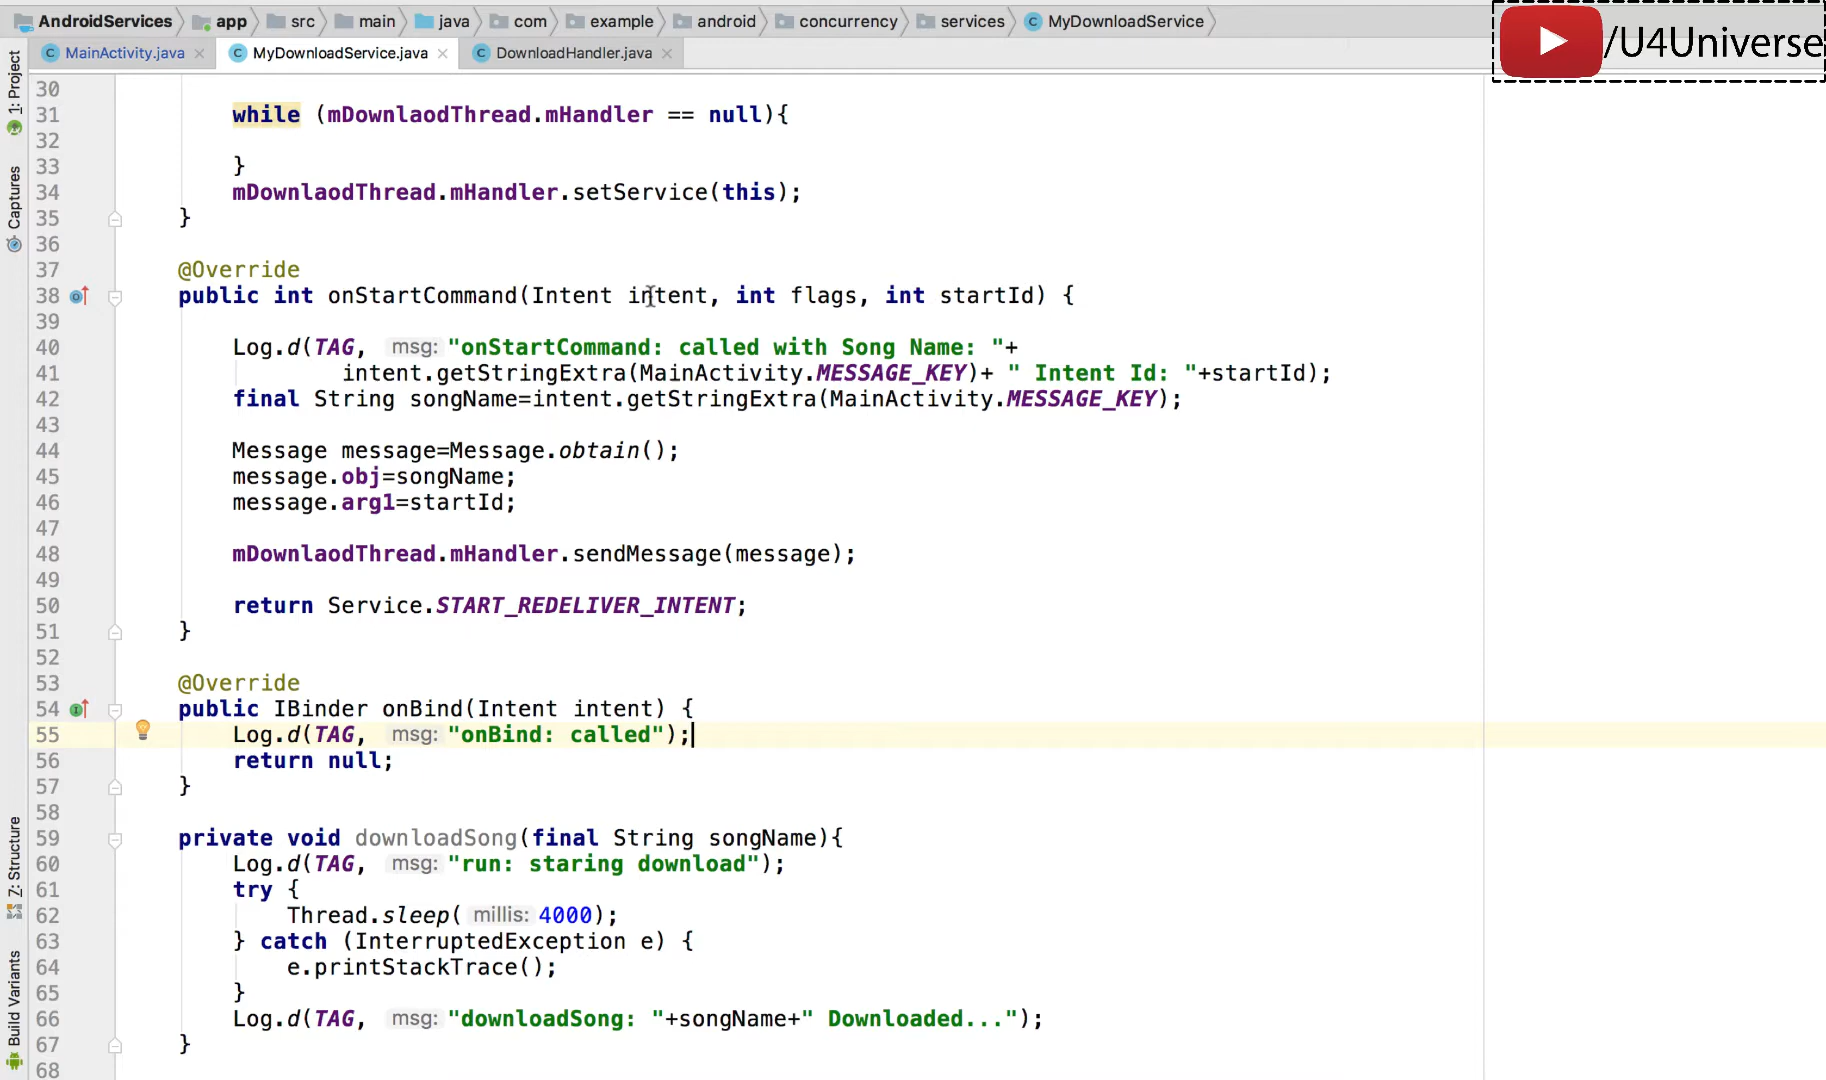 AndroidServices app src main java com example android concurrency services MyDownloadService
/U4Universe
MainActivity.java MyDownloadService.java DownloadHandler.java
1: Project
Captures
7: Structure
Build Variants
30
31 while (mDownlaodThread.mHandler == null){
32
33 }
34 mDownlaodThread.mHandler.setService(this);
35 }
36
37 @Override
38 public int onStartCommand(Intent intent, int flags, int startId) {
39
40 Log.d(TAG, msg: "onStartCommand: called with Song Name: "+
41 intent.getStringExtra(MainActivity.MESSAGE_KEY)+ " Intent Id: "+startId);
42 final String songName=intent.getStringExtra(MainActivity.MESSAGE_KEY);
43
44 Message message=Message.obtain();
45 message.obj=songName;
46 message.arg1=startId;
47
48 mDownlaodThread.mHandler.sendMessage(message);
49
50 return Service.START_REDELIVER_INTENT;
51 }
52
53 @Override
54 public IBinder onBind(Intent intent) {
55 Log.d(TAG, msg: "onBind: called");
56 return null;
57 }
58
59 private void downloadSong(final String songName){
60 Log.d(TAG, msg: "run: staring download");
61 try {
62 Thread.sleep( millis: 4000);
63 } catch (InterruptedException e) {
64 e.printStackTrace();
65 }
66 Log.d(TAG, msg: "downloadSong: "+songName+" Downloaded...");
67 }
68